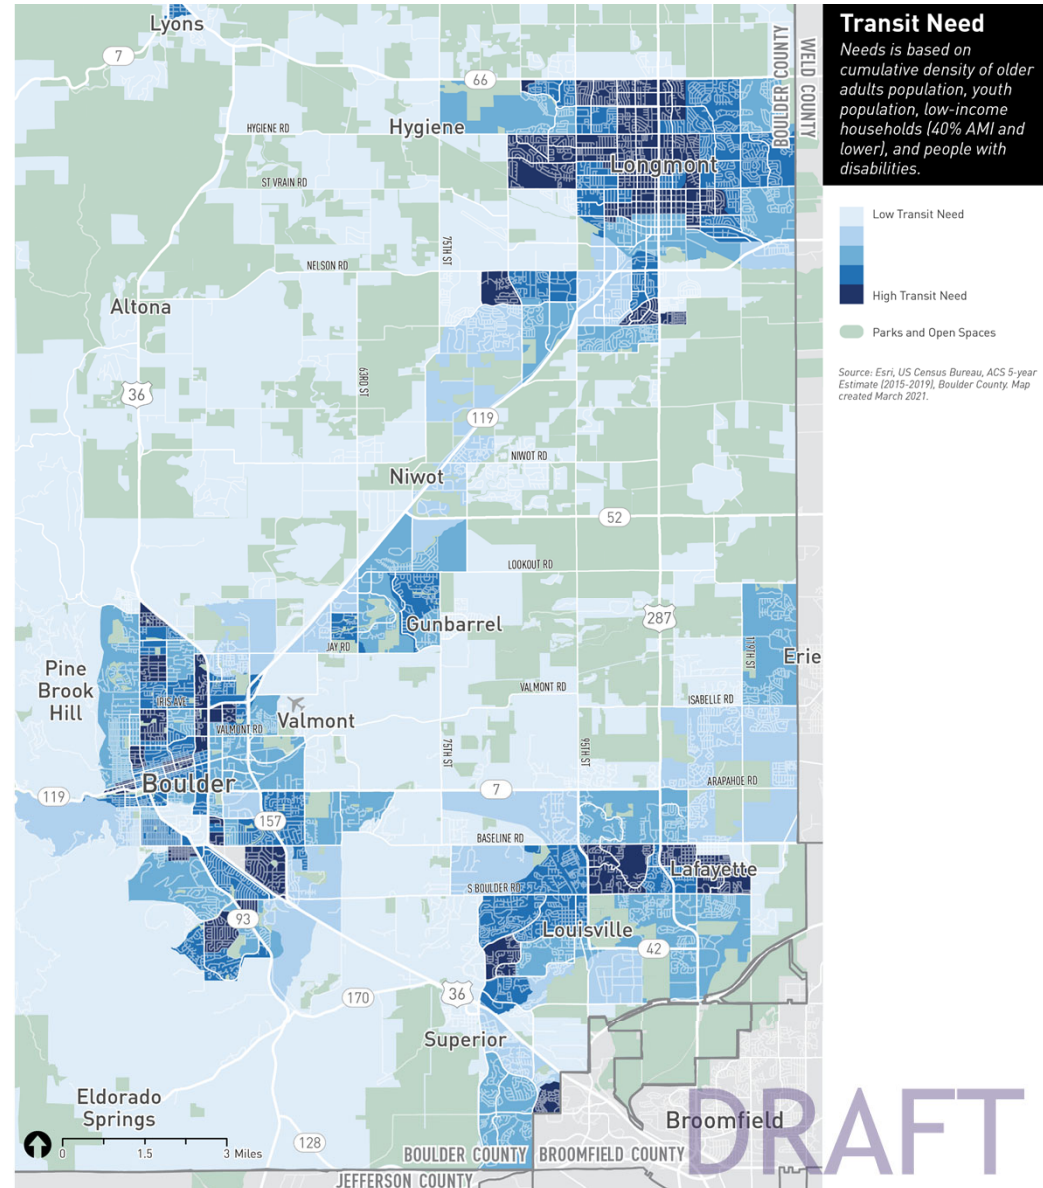 Transit Need
Needs is based on
cumulative density of older
adults population, youth
population, low-income
households (40% AMI and
lower), and people with
disabilities.
Low Transit Need
High Transit Need
Parks and Open Spaces
Source: Esri, US Census Bureau, ACS 5-year
Estimate (2015-2019), Boulder County. Map
created March 2021.
Lyons
7
66
BOULDER COUNTY
WELD COUNTY
HYGIENE RD
Hygiene
Longmont
ST VRAIN RD
75TH ST
NELSON RD
Altona
63RD ST
36
119
NIWOT RD
Niwot
52
LOOKOUT RD
287
Gunbarrel
JAY RD
119TH ST
Erie
Pine
Brook
Hill
VALMONT RD
ISABELLE RD
IRIS AVE
VALMONT RD
Valmont
75TH ST
95TH ST
ARAPAHOE RD
Boulder
119
7
157
BASELINE RD
Lafayette
S BOULDER RD
93
Louisville
42
170
36
Superior
Eldorado
Springs
Broomfield
DRAFT
0
1.5
3 Miles
128
BOULDER COUNTY
BROOMFIELD COUNTY
JEFFERSON COUNTY